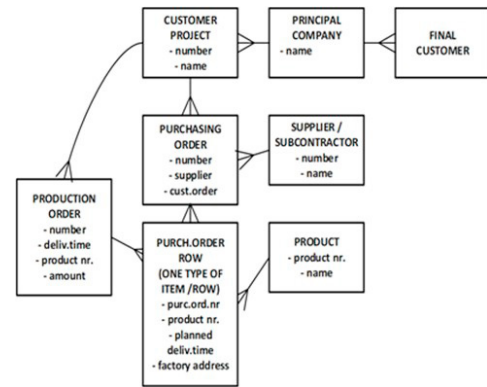 CUSTOMER
PROJECT
- number
- name
PRINCIPAL
COMPANY
- name
FINAL
CUSTOMER
PURCHASING
ORDER
- number
- supplier
- cust.order
SUPPLIER /
SUBCONTRACTOR
- number
- name
PRODUCTION
ORDER
- number
- deliv.time
- product nr.
- amount
PURCH.ORDER
ROW
(ONE TYPE OF
ITEM /ROW)
- purc.ord.nr
- product nr.
- planned
deliv.time
- factory address
PRODUCT
- product nr.
- name